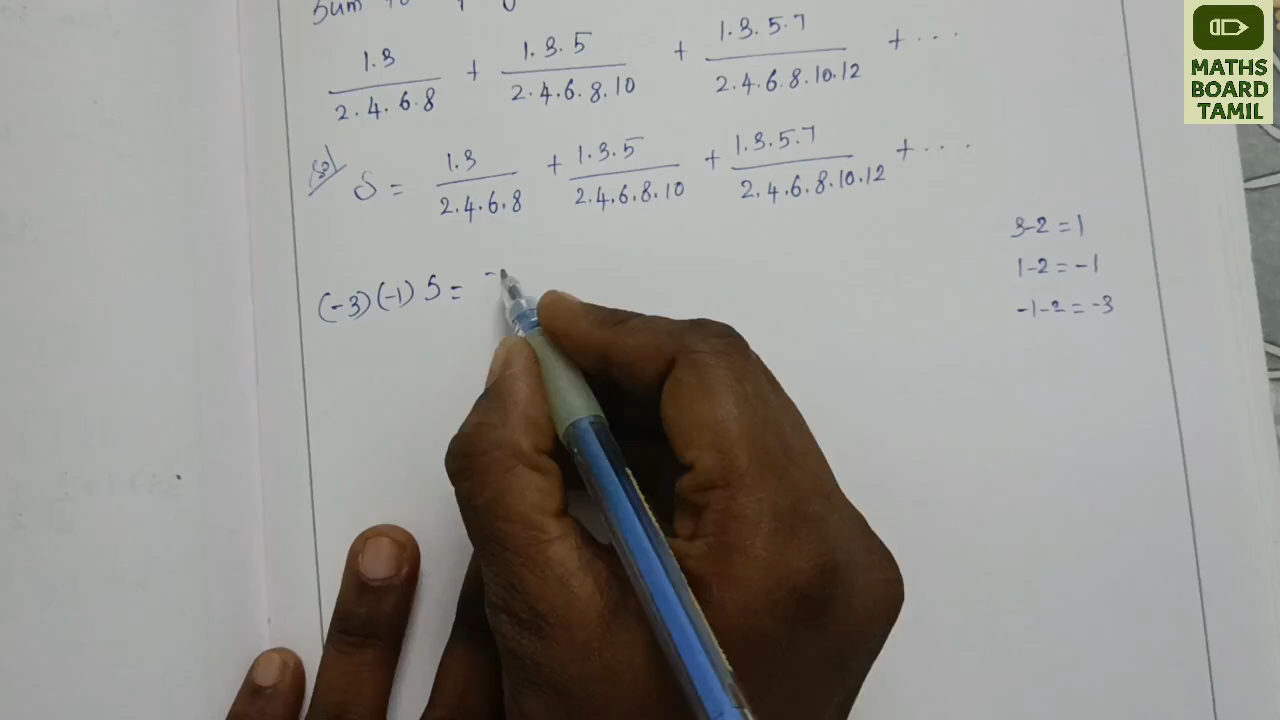 Sum to
1.3/2.4.6.8 + 1.3.5/2.4.6.8.10 + 1.3.5.7/2.4.6.8.10.12 + ...
Sol
S = 1.3/2.4.6.8 + 1.3.5/2.4.6.8.10 + 1.3.5.7/2.4.6.8.10.12 + ...
3-2 = 1
1-2 = -1
-1-2 = -3
(-3)(-1) S = -
MATHS
BOARD
TAMIL